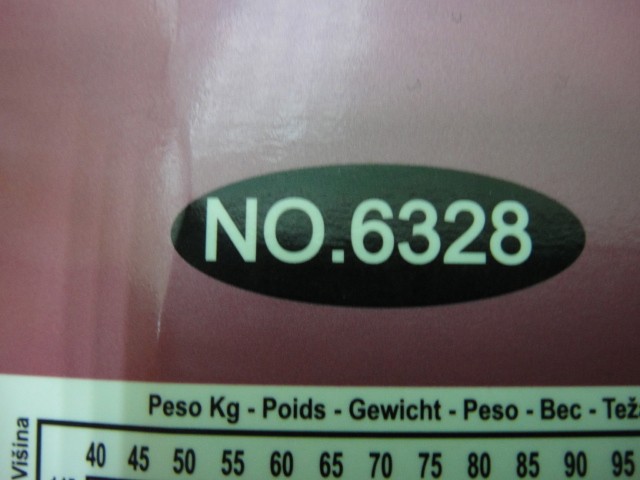 NO.6328
Peso Kg - Poids - Gewicht - Peso - Bec - Tež
Višina
40 45 50 55 60 65 70 75 80 85 90 95